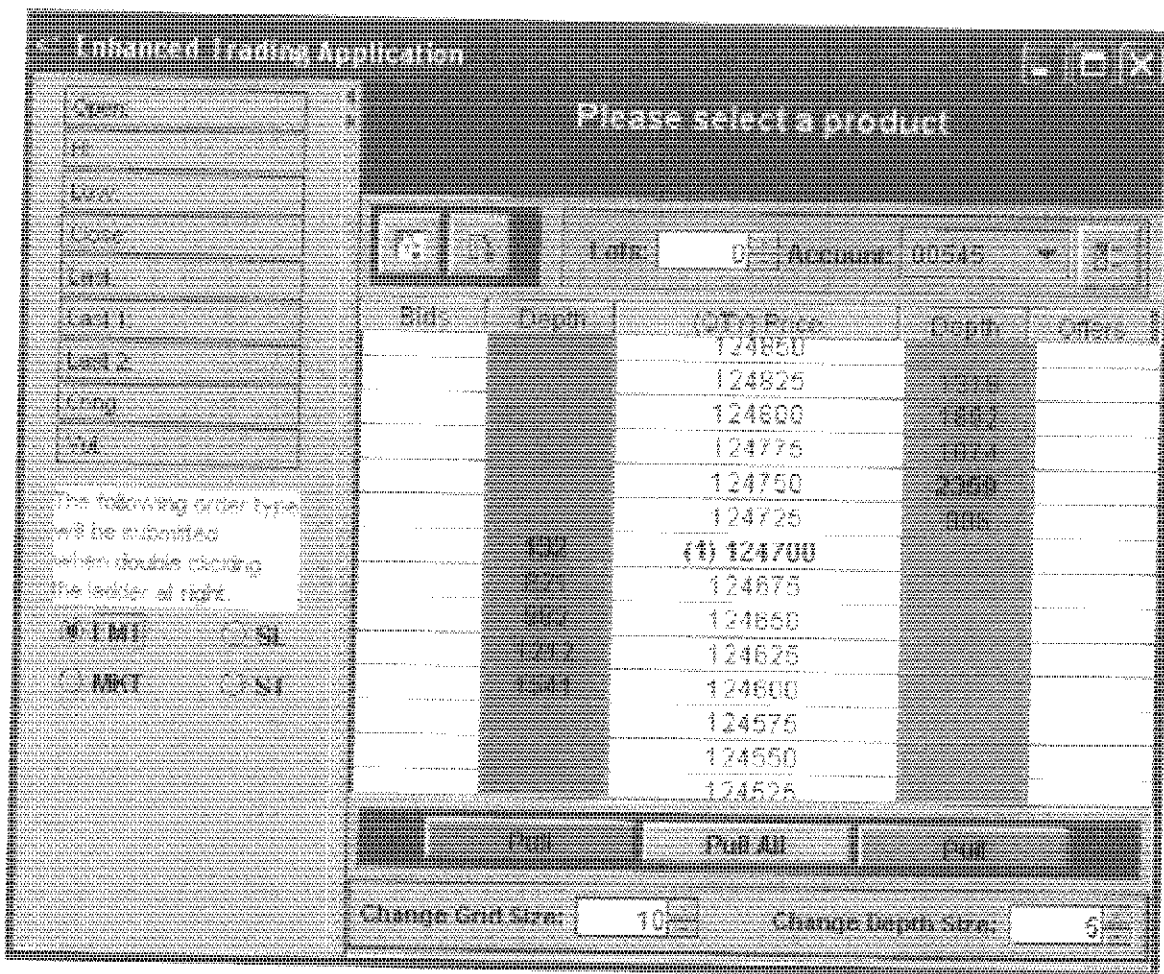 Enhanced Trading Application
Please select a product
Open:
Hi:
Low:
Close:
Last:
Last 1:
Last 2:
Chng:
Vol:
Lots: 0 Account: 00545
Bids Depth (QTY) Price Depth Offers
124850
124825
124800
124775
124750
124725
(1) 124700
124675
124650
124625
124600
124575
124550
124525
The following order type
will be submitted
when double clicking
the ladder at right.
LMT SL
MKT ST
Pull Pull All Pull
Change Grid Size: 10 Change Depth Size: 5